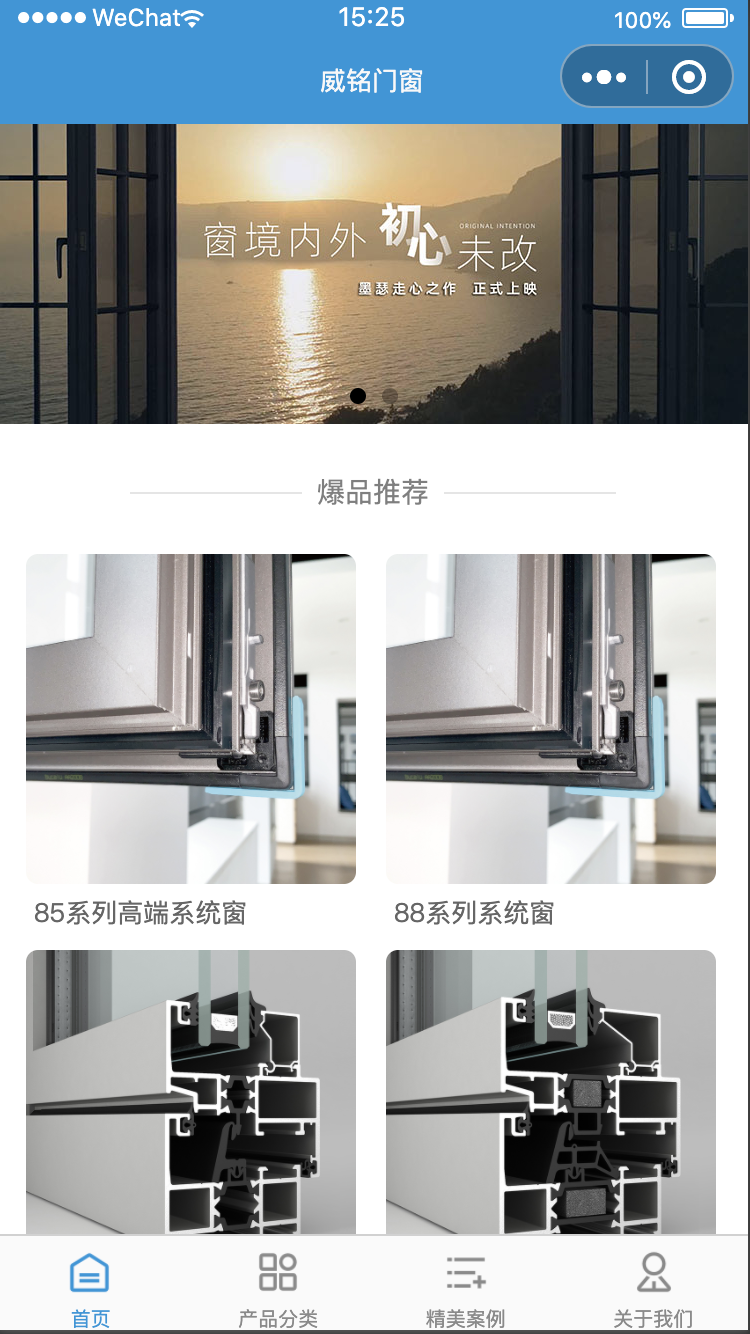 WeChat
15:25
100%
威铭门窗
窗境内外 初心 未改
ORIGINAL INTENTION
墨瑟走心之作 正式上映
爆品推荐
85系列高端系统窗
88系列系统窗
首页
产品分类
精美案例
关于我们